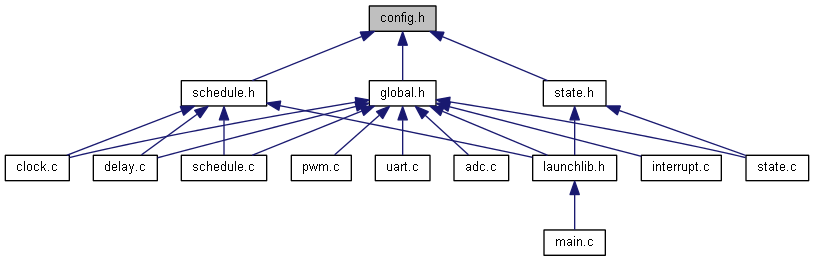 config.h
schedule.h
global.h
state.h
clock.c
delay.c
schedule.c
pwm.c
uart.c
adc.c
launchlib.h
interrupt.c
state.c
main.c